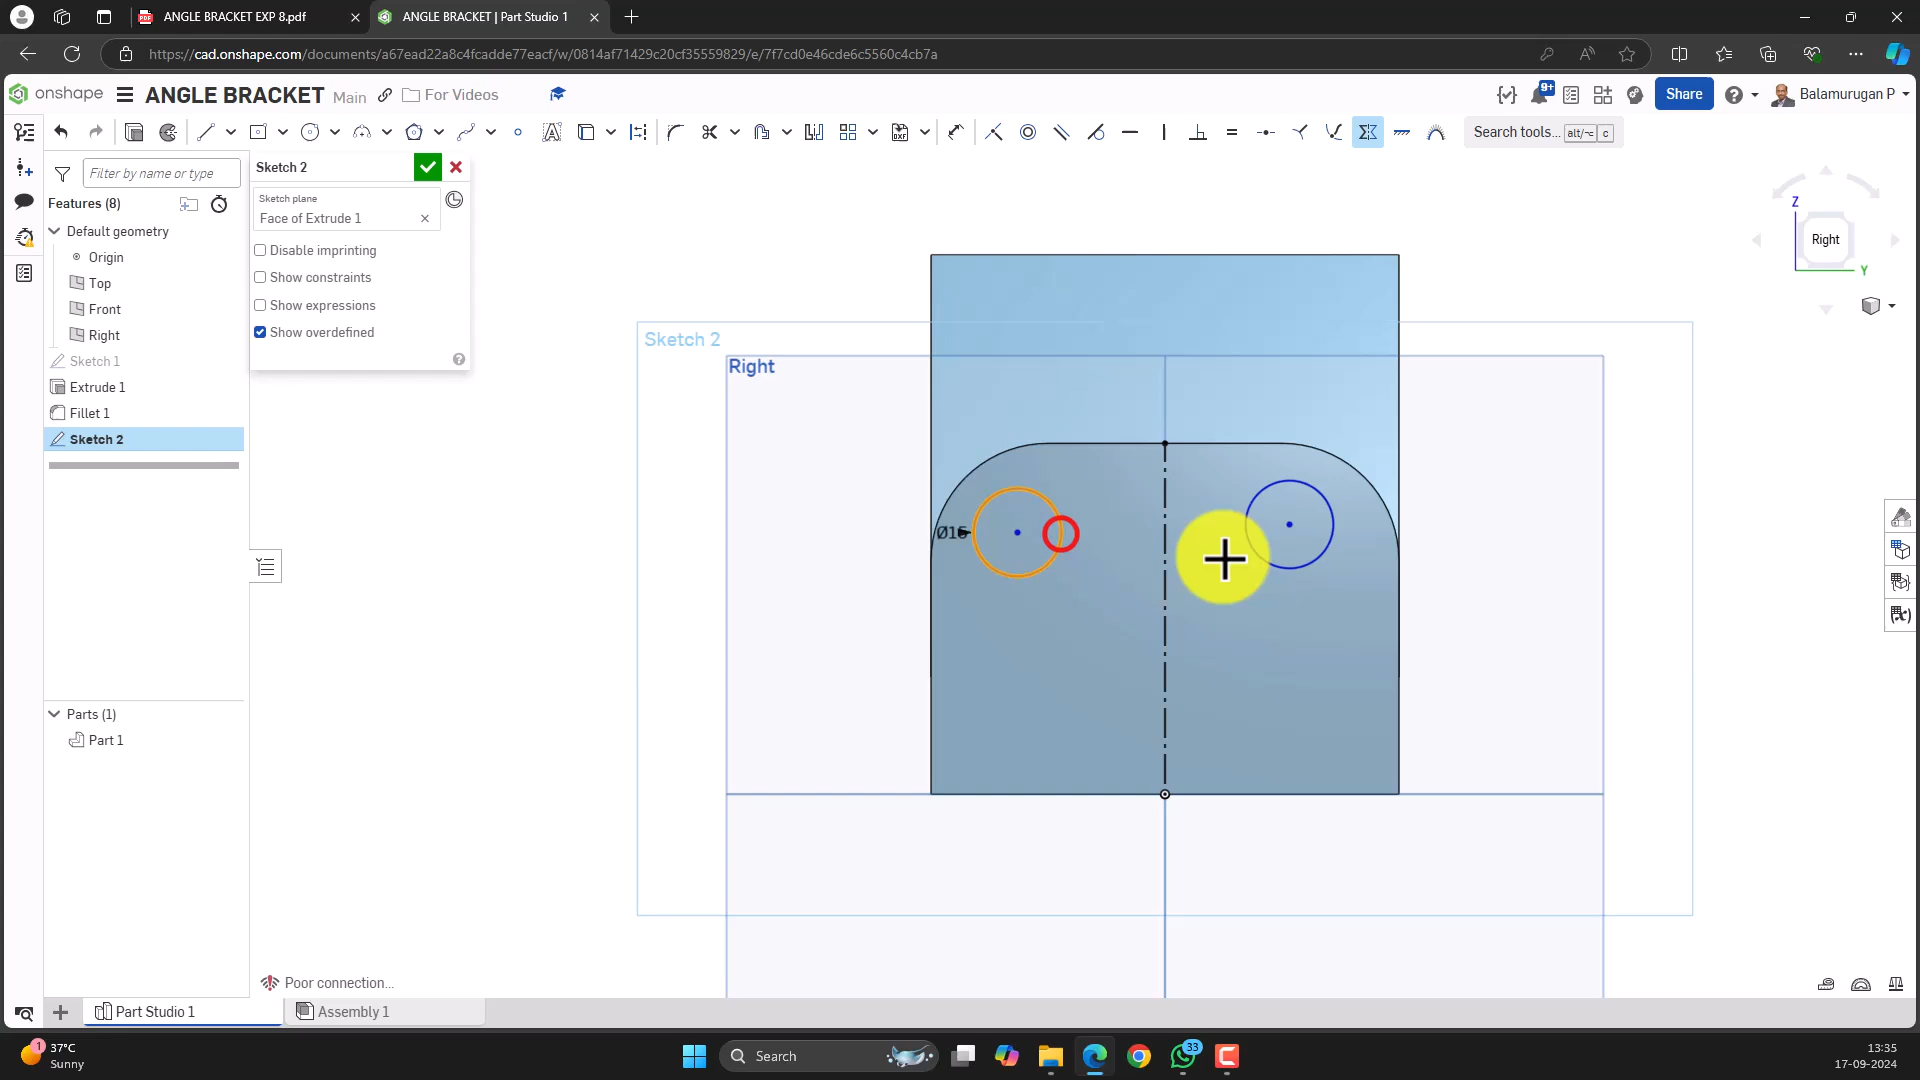 ANGLE BRACKET EXP 8.pdf
ANGLE BRACKET | Part Studio 1
https://cad.onshape.com/documents/a67ead22a8c4fcadde77eacf/w/0814af71429c20cf35559829/e/7f7cd0e46cde6c5560c4cb7a
onshape
ANGLE BRACKET Main
For Videos
9+
Share
Balamurugan P
Search tools... alt/⌥ c
Filter by name or type
Features (8)
Default geometry
Origin
Top
Front
Right
Sketch 1
Extrude 1
Fillet 1
Sketch 2
Sketch 2
Sketch plane
Face of Extrude 1
Disable imprinting
Show constraints
Show expressions
Show overdefined
Sketch 2
Right
Z
Right
Y
Parts (1)
Part 1
Poor connection...
Part Studio 1
Assembly 1
1
37°C
Sunny
Search
33
13:35
17-09-2024